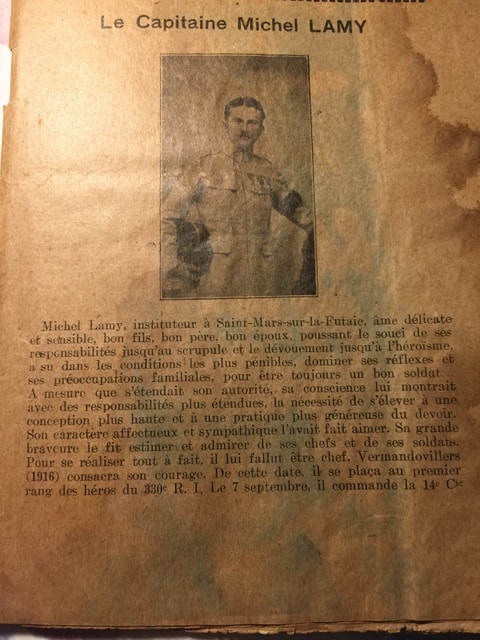 Le Capitaine Michel LAMY
Michel Lamy, instituteur à Saint-Mars-sur-la-Futaie, âme délicate
et sensible, bon fils, bon père, bon époux, poussant le souci de ses
responsabilités jusqu'au scrupule et le dévouement jusqu'à l'héroïsme,
a su dans les conditions les plus pénibles, dominer ses réflexes et
ses préoccupations familiales, pour être toujours un bon soldat.
A mesure que s'étendait son autorité, sa conscience lui montrait
avec des responsabilités plus étendues, la nécessité de s'élever à une
conception plus haute et à une pratique plus généreuse du devoir.
Son caractère affectueux et sympathique l'avait fait aimer. Sa grande
bravoure le fit estimer et admirer de ses chefs et de ses soldats.
Pour se réaliser tout à fait, il lui fallut être chef. Vermandovillers
(1916) consacra son courage. De cette date, il se plaça au premier
rang des héros du 330e R. I. Le 7 septembre, il commande la 14e Cie